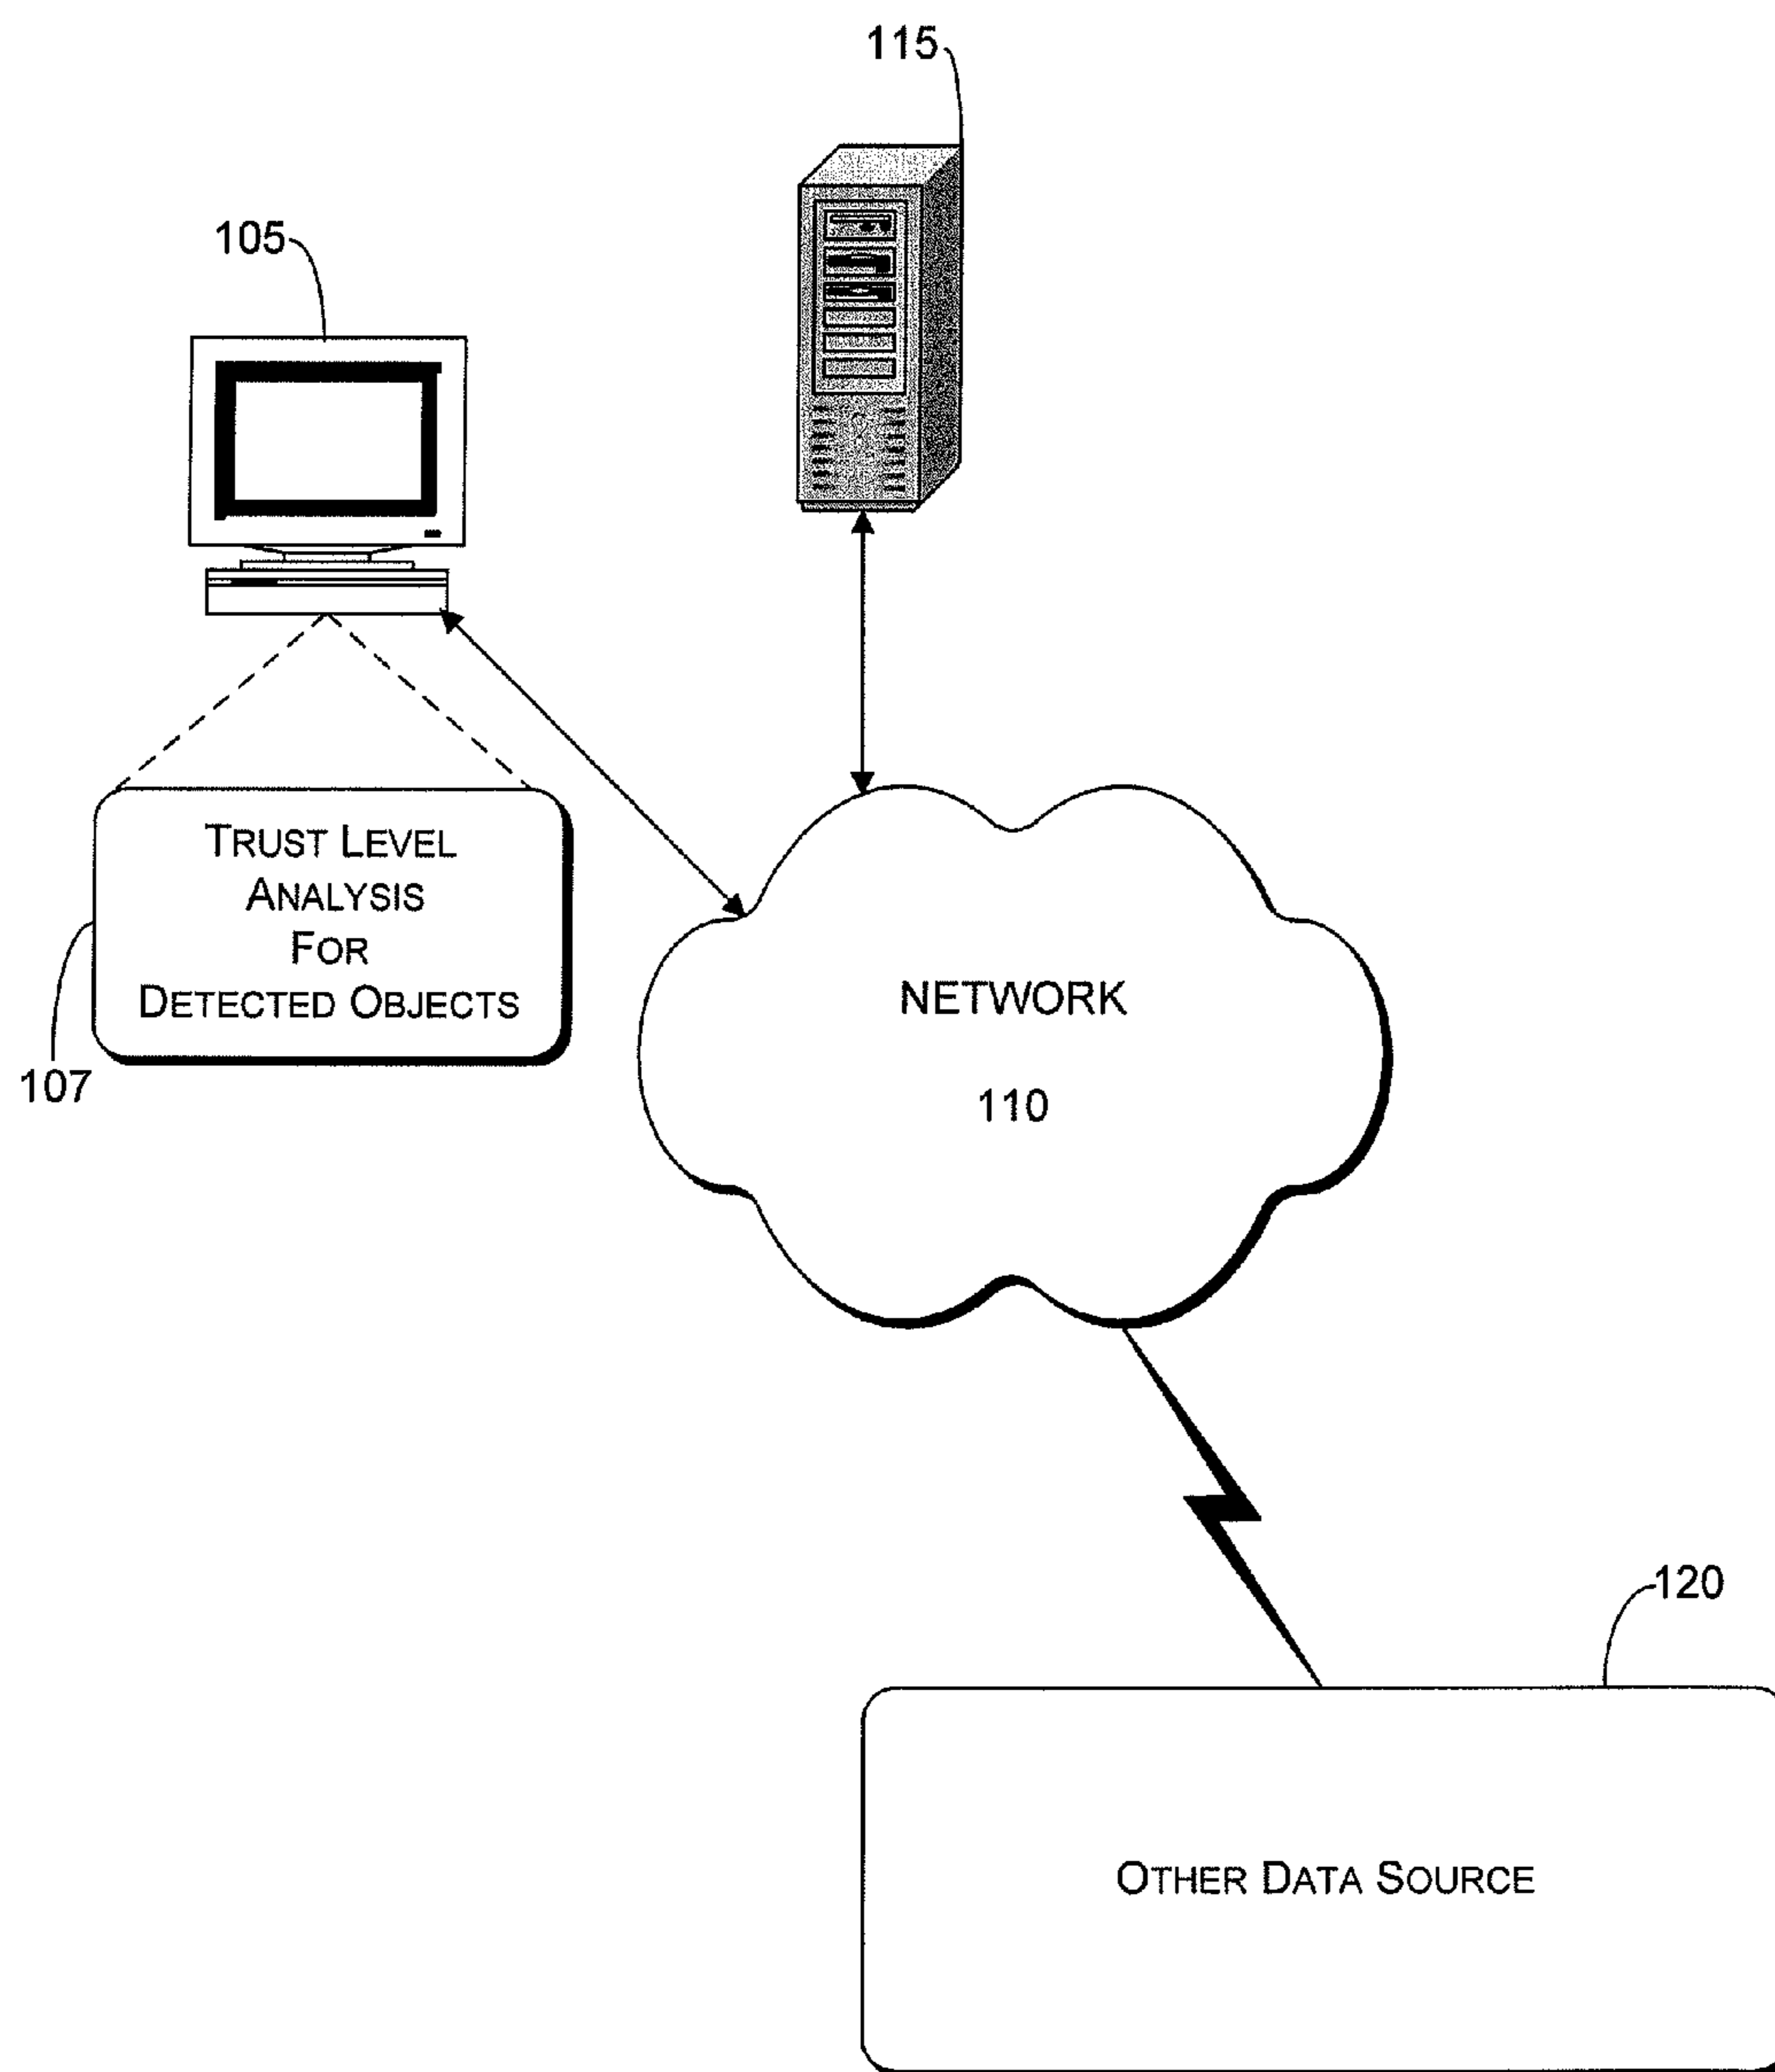 115
105
TRUST LEVEL
ANALYSIS
FOR
DETECTED OBJECTS
107
NETWORK
110
120
OTHER DATA SOURCE